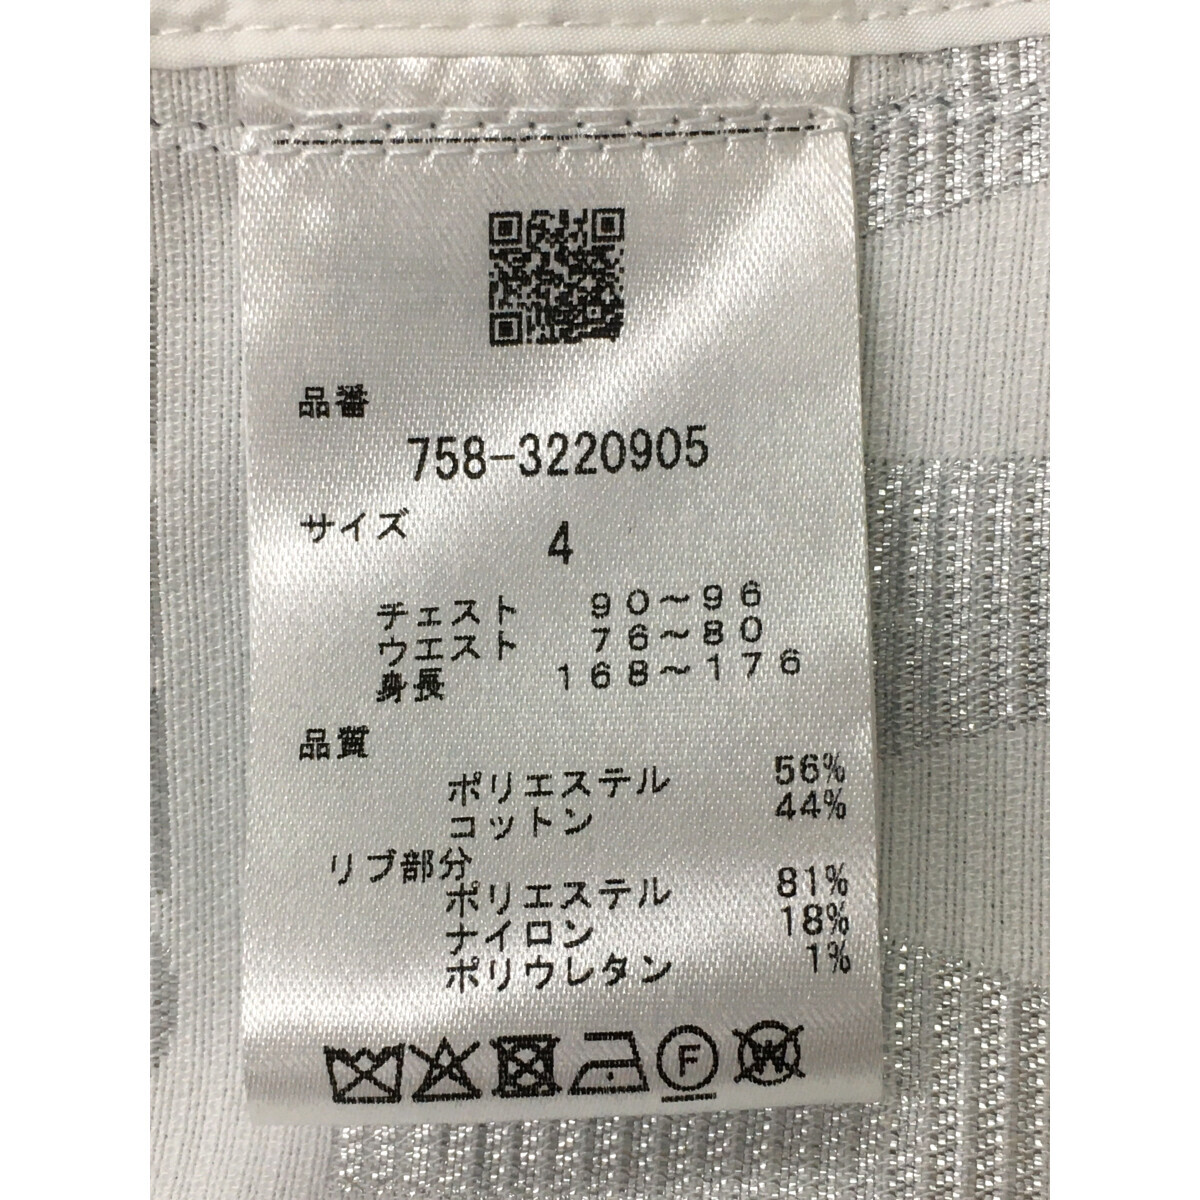 品番
758-3220905
サイズ 4
チェスト 90～96
ウエスト 76～80
身長 168～176
品質
ポリエステル 56%
コットン 44%
リブ部分
ポリエステル 81%
ナイロン 18%
ポリウレタン 1%
F W